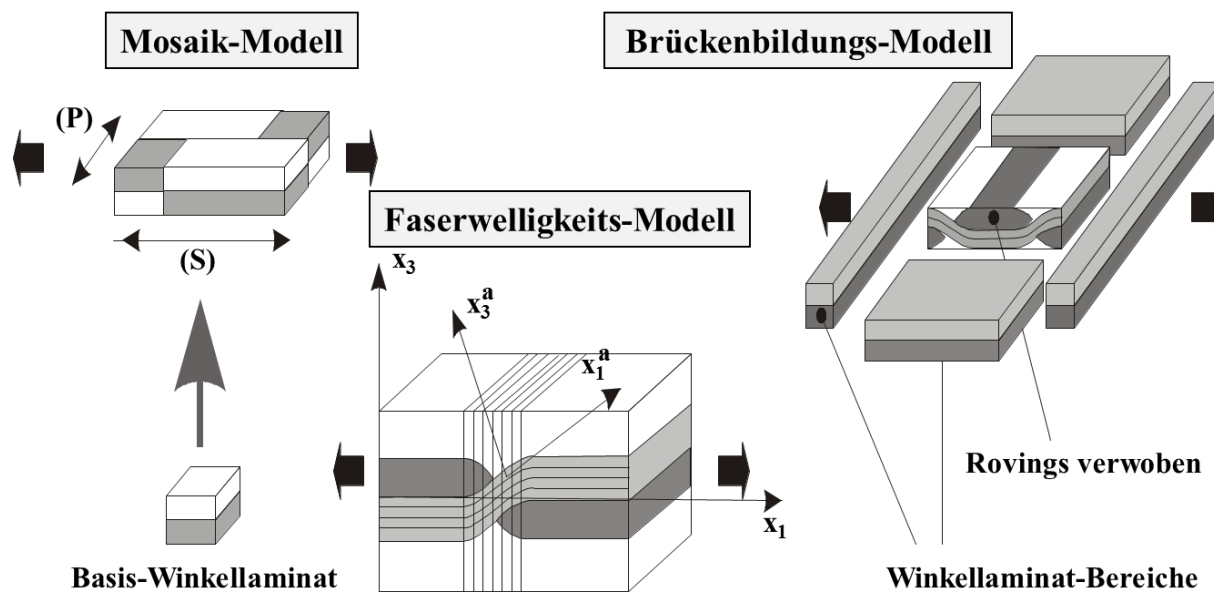 Mosaik-Modell
(P)
(S)
Basis-Winkellaminat
Faserwelligkeits-Modell
x₃
x₃ᵃ
x₁ᵃ
x₁
Brückenbildungs-Modell
Rovings verwoben
Winkellaminat-Bereiche